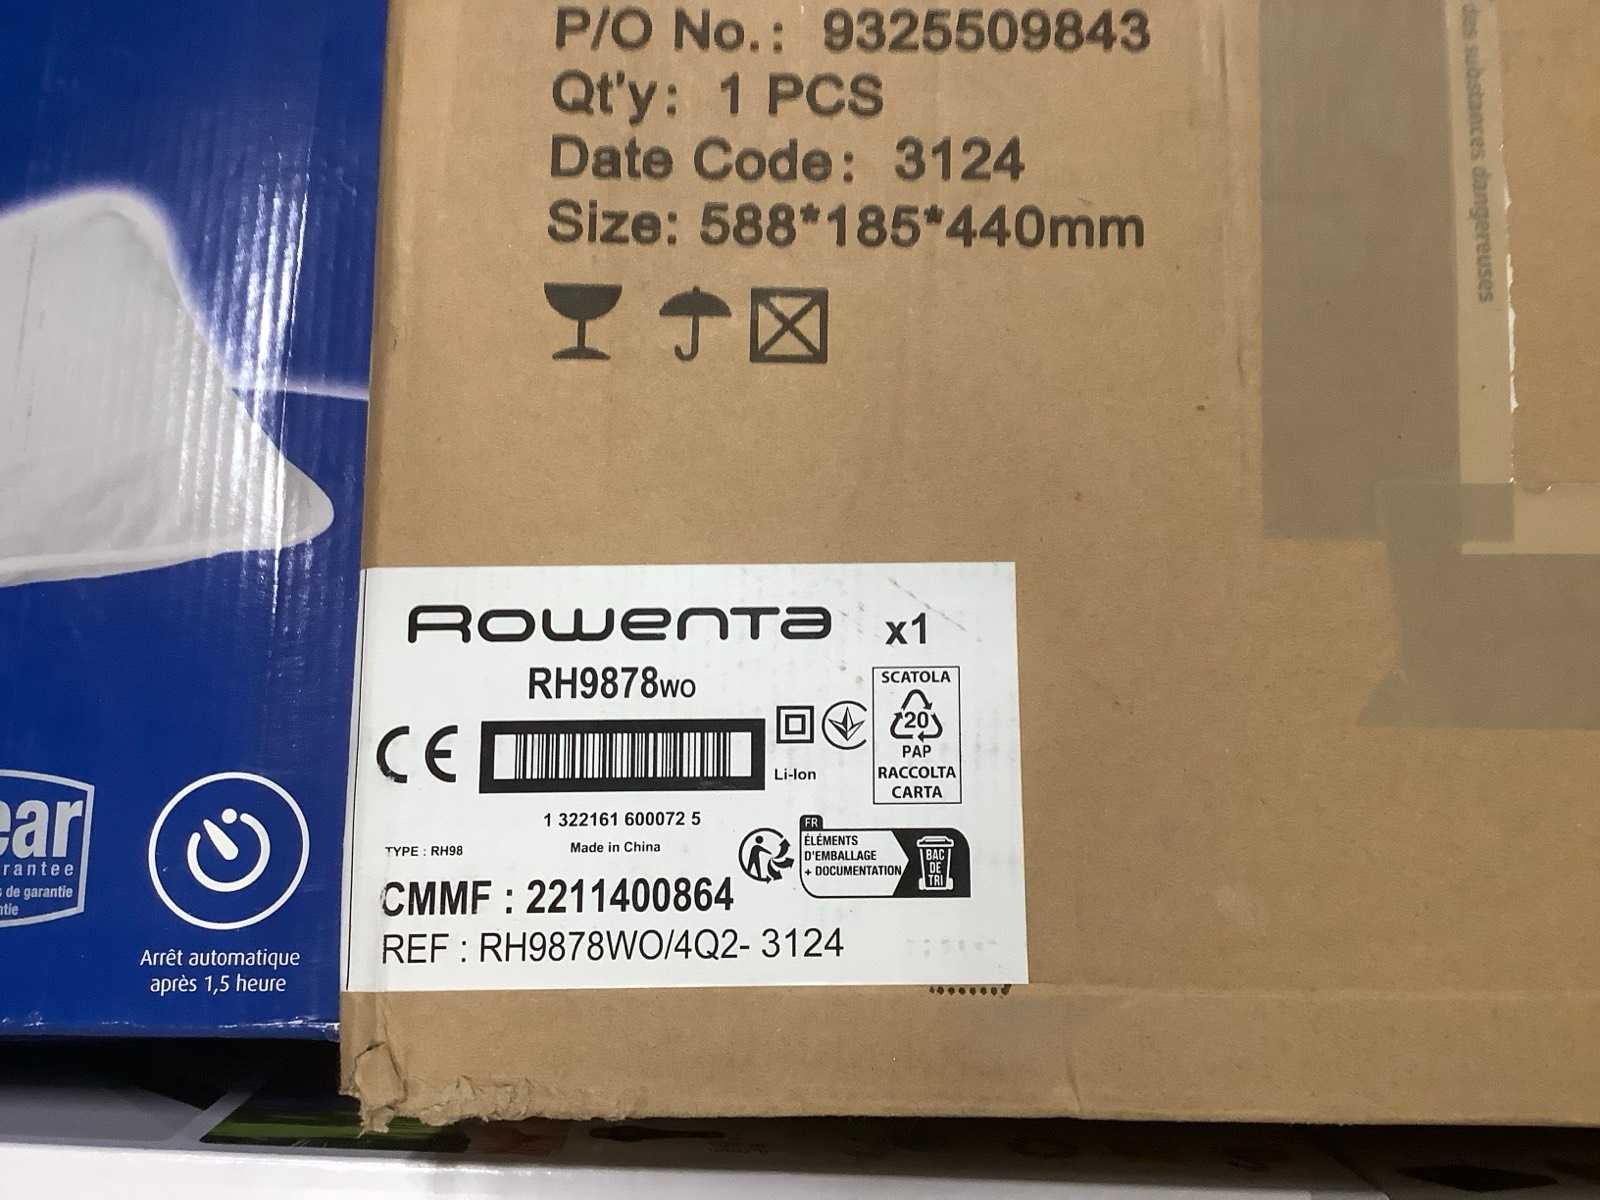 P/O No.: 9325509843
Qt'y: 1 PCS
Date Code: 3124
Size: 588*185*440mm
des substances dangereuses
Rowenta x1
RH9878WO
CE
Li-Ion
SCATOLA
20
PAP
RACCOLTA
CARTA
1 322161 600072 5
TYPE : RH98
Made in China
FR
ÉLÉMENTS
D'EMBALLAGE
+ DOCUMENTATION
BAC
DE
TRI
CMMF : 2211400864
REF : RH9878WO/4Q2- 3124
ear
rantee
de garantie
ntie
Arrêt automatique
après 1,5 heure